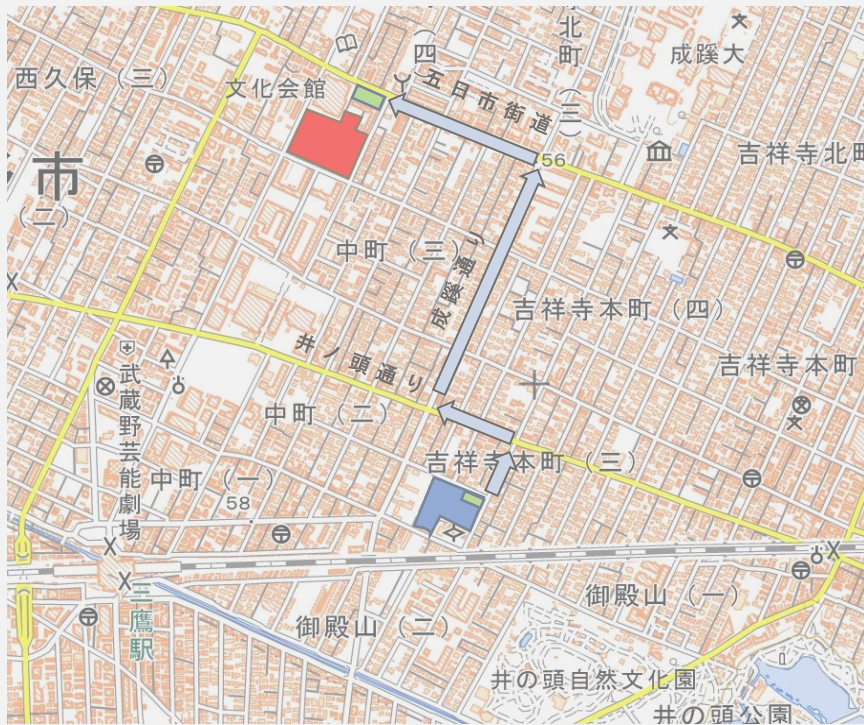 西久保（三）
文化会館
（四）
五日市街道
北町（三）
成蹊大
56
吉祥寺北町
市
（二）
中町（三）
成蹊通り
吉祥寺本町（四）
吉祥寺本町
井ノ頭通り
中町（二）
武蔵野芸能劇場
吉祥寺本町（三）
中町（一）
58
三鷹駅
御殿山（一）
御殿山（二）
井の頭自然文化園
井の頭公園